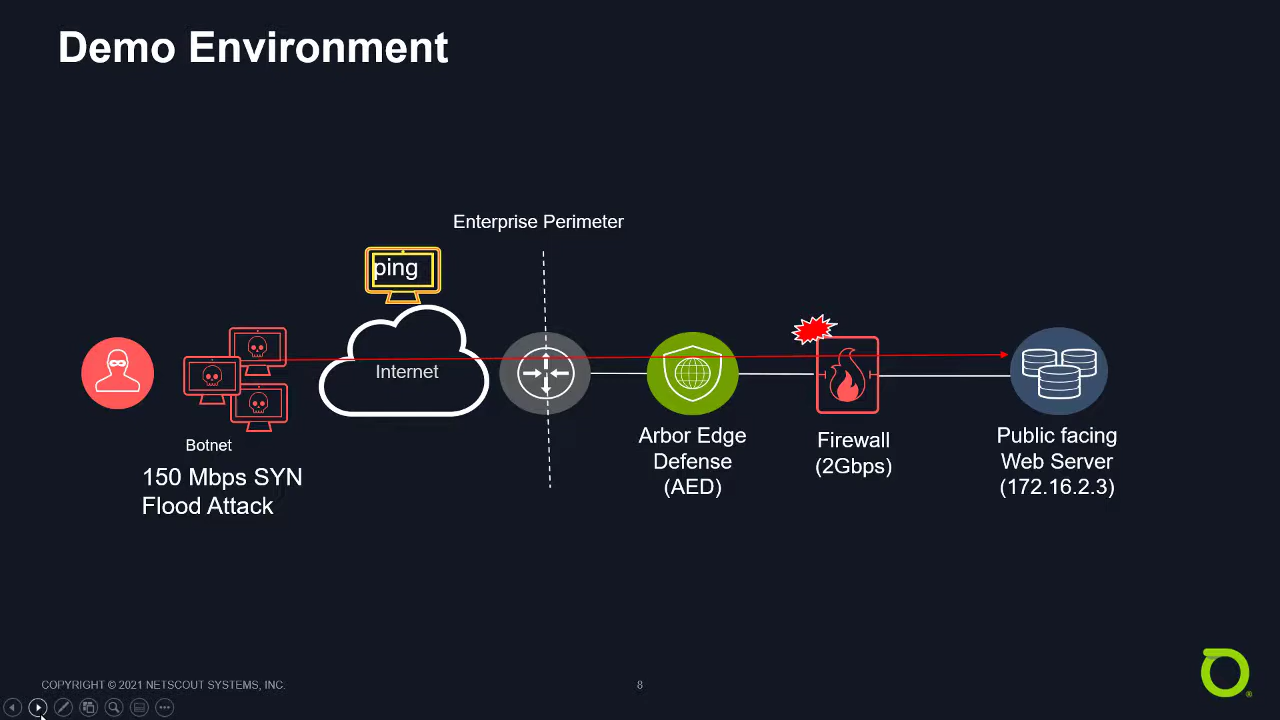 Demo Environment
Enterprise Perimeter
ping
Internet
Botnet
150 Mbps SYN
Flood Attack
Arbor Edge
Defense
(AED)
Firewall
(2Gbps)
Public facing
Web Server
(172.16.2.3)
COPYRIGHT © 2021 NETSCOUT SYSTEMS, INC.
8
®